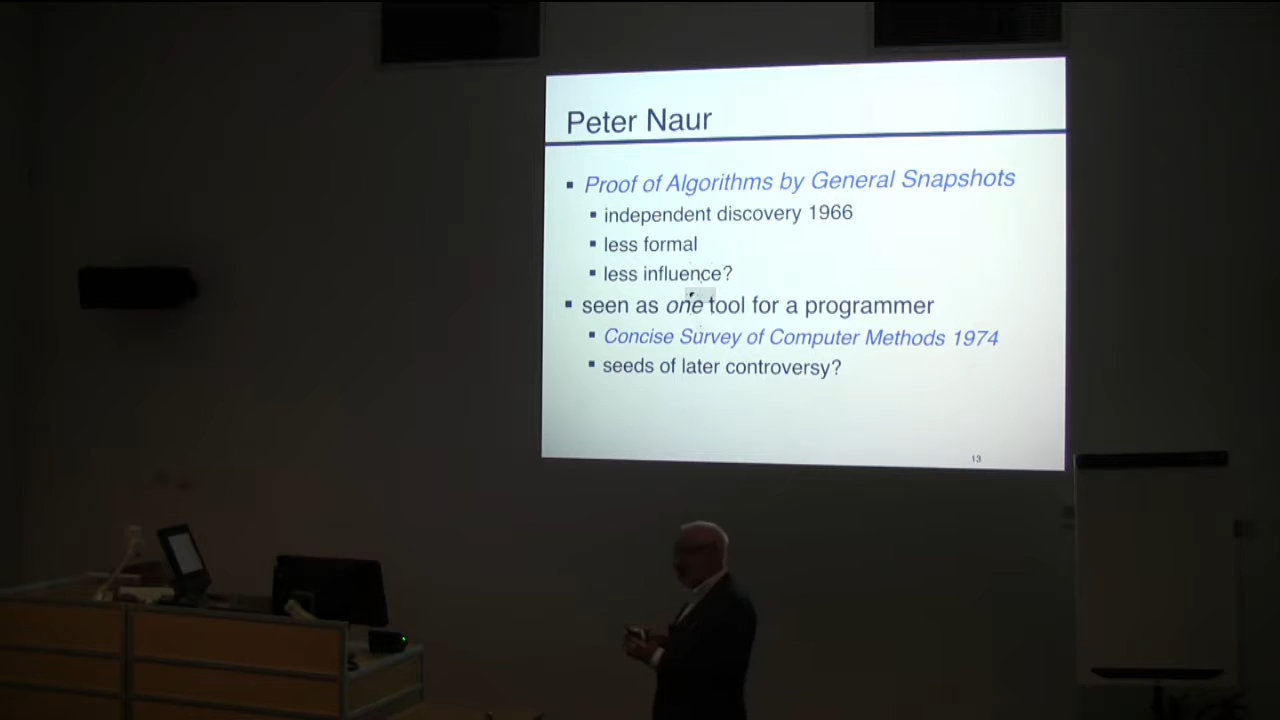 Peter Naur
Proof of Algorithms by General Snapshots
independent discovery 1966
less formal
less influence?
seen as one tool for a programmer
Concise Survey of Computer Methods 1974
seeds of later controversy?
13